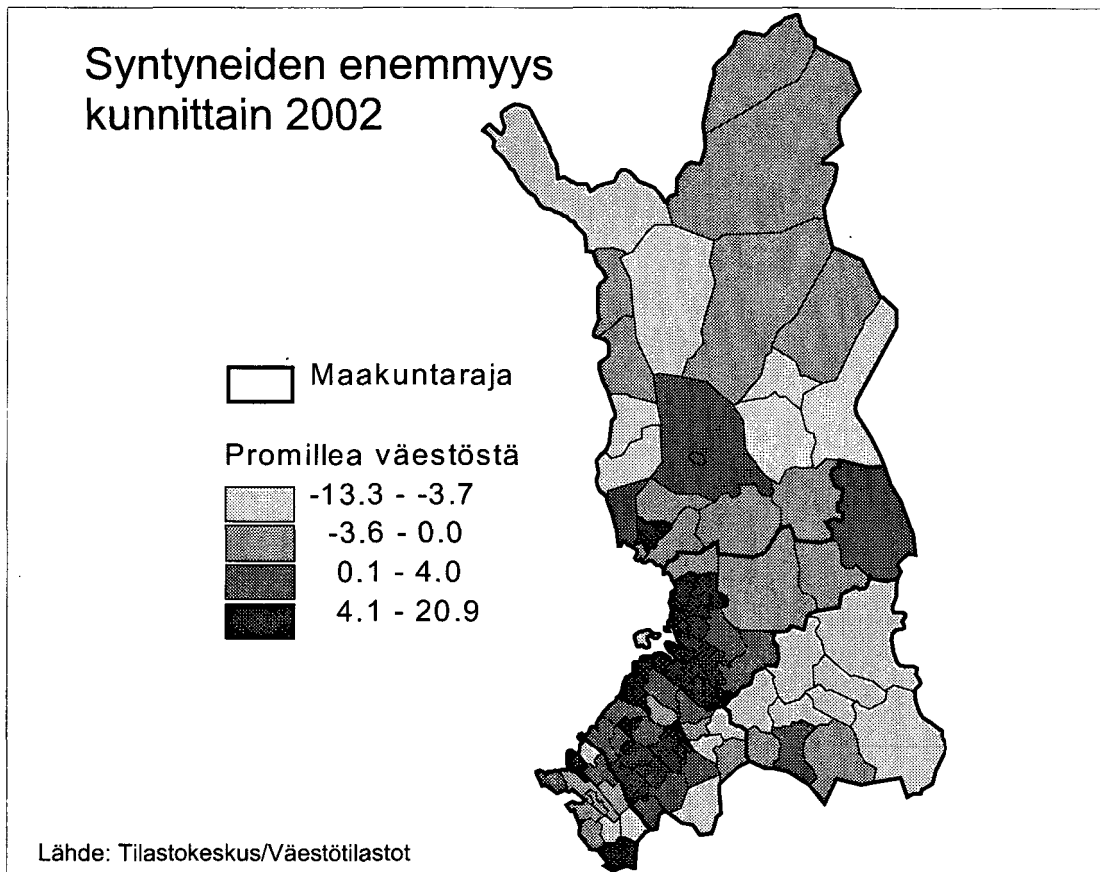 Syntyneiden enemmyys
kunnittain 2002
Maakuntaraja
Promillea väestöstä
-13.3 - -3.7
-3.6 - 0.0
0.1 - 4.0
4.1 - 20.9
Lähde: Tilastokeskus/Väestötilastot